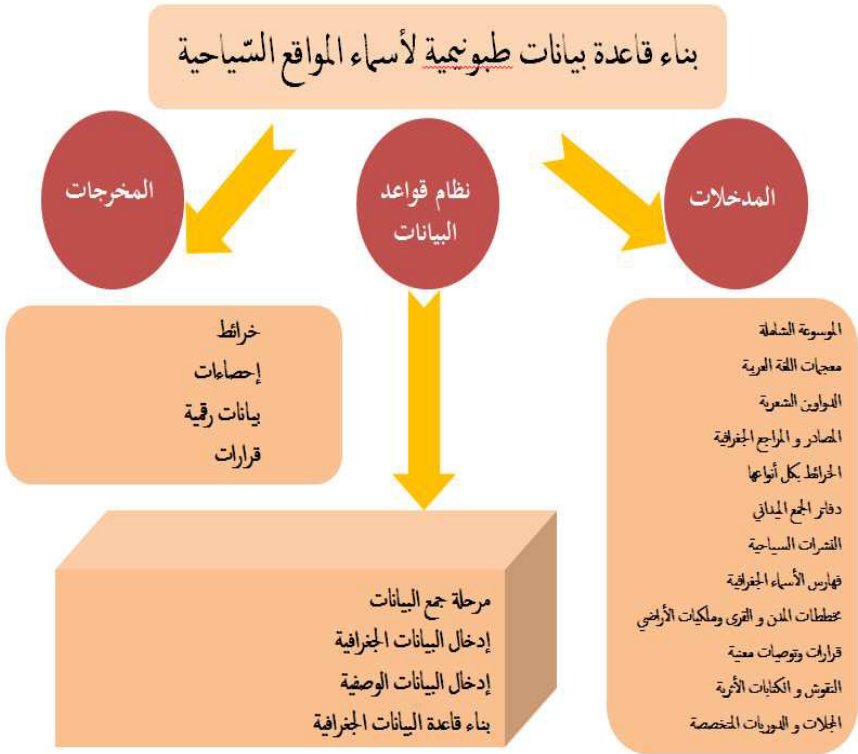 بناء قاعدة بيانات طبونيمية لأسماء المواقع السّياحية
المدخلات
نظام قواعد
البيانات
المخرجات
الموسوعة الشاملة
معجمات اللغة العربية
الدواوين الشعرية
المصادر و المراجع الجغرافية
الخرائط بكل أنواعها
دفاتر الجمع الميداني
النشرات السياحية
فهارس الأسماء الجغرافية
مخططات المدن و القرى وملكيات الأراضي
قرارات وتوصيات معنية
النقوش و الكتابات الأثرية
المجلات و الدوريات المتخصصة
مرحلة جمع البيانات
إدخال البيانات الجغرافية
إدخال البيانات الوصفية
بناء قاعدة البيانات الجغرافية
خرائط
إحصاءات
بيانات رقمية
قرارات